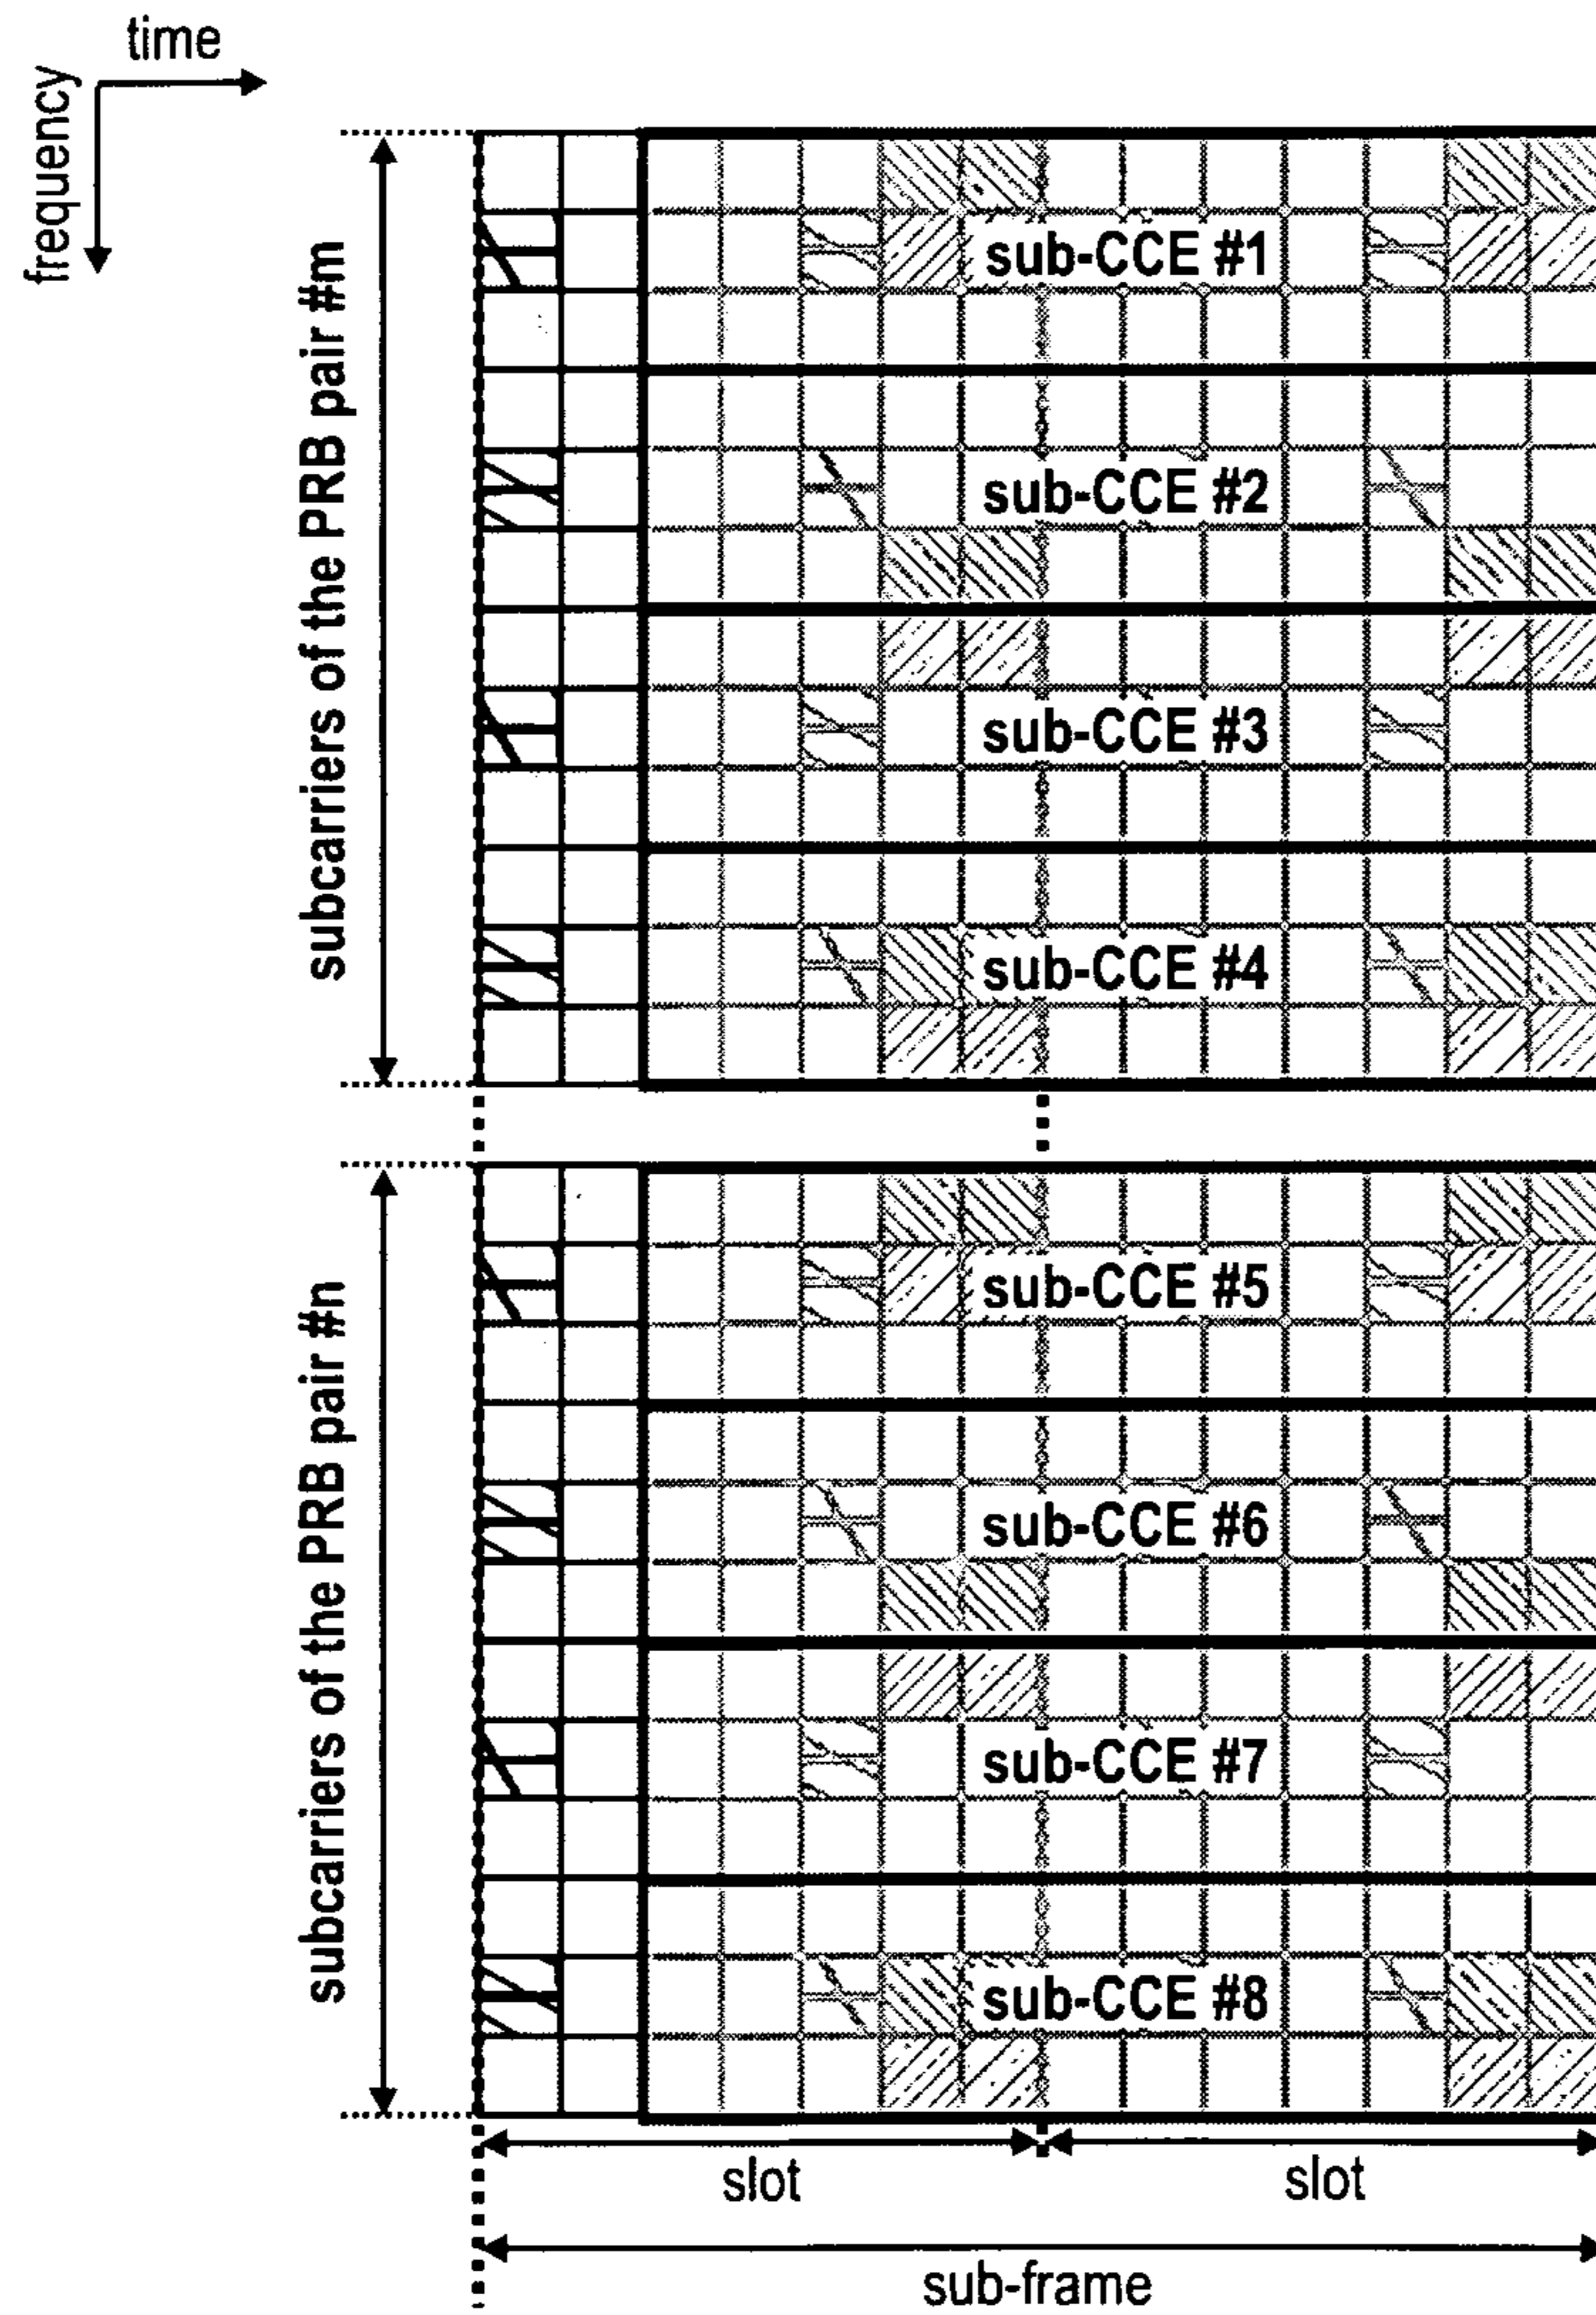 time
frequency
subcarriers of the PRB pair #m
sub-CCE #1
sub-CCE #2
sub-CCE #3
sub-CCE #4
subcarriers of the PRB pair #n
sub-CCE #5
sub-CCE #6
sub-CCE #7
sub-CCE #8
slot
slot
sub-frame